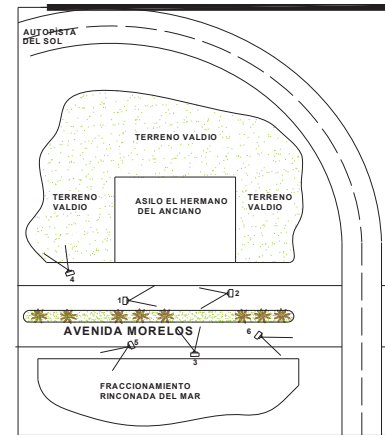 AUTOPISTA
DEL SOL
TERRENO VALDIO
TERRENO
VALDIO
ASILO EL HERMANO
DEL ANCIANO
TERRENO
VALDIO
4
1
2
AVENIDA MORELOS
5
3
6
FRACCIONAMIENTO
RINCONADA DEL MAR